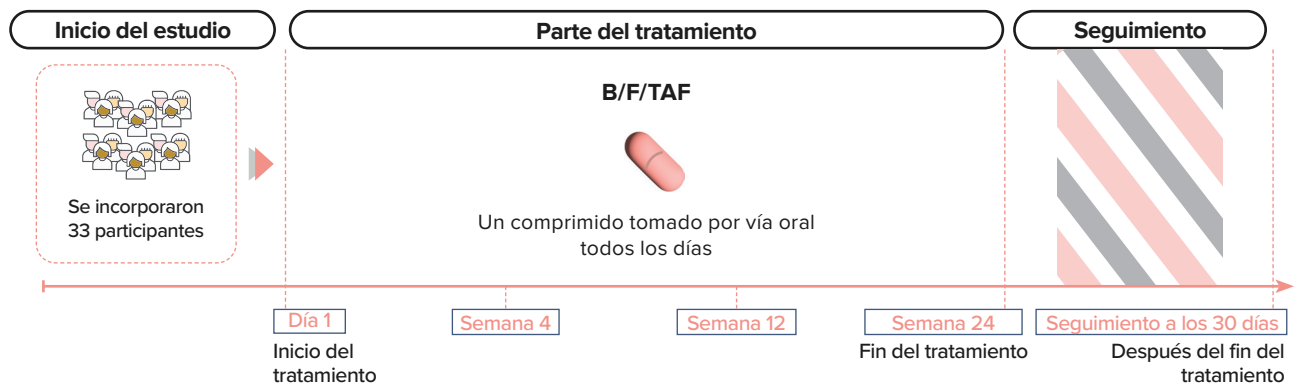 Inicio del estudio
Parte del tratamiento
Seguimiento
B/F/TAF
Se incorporaron
33 participantes
Un comprimido tomado por vía oral
todos los días
Día 1
Semana 4
Semana 12
Semana 24
Seguimiento a los 30 días
Inicio del
tratamiento
Fin del tratamiento
Después del fin del
tratamiento